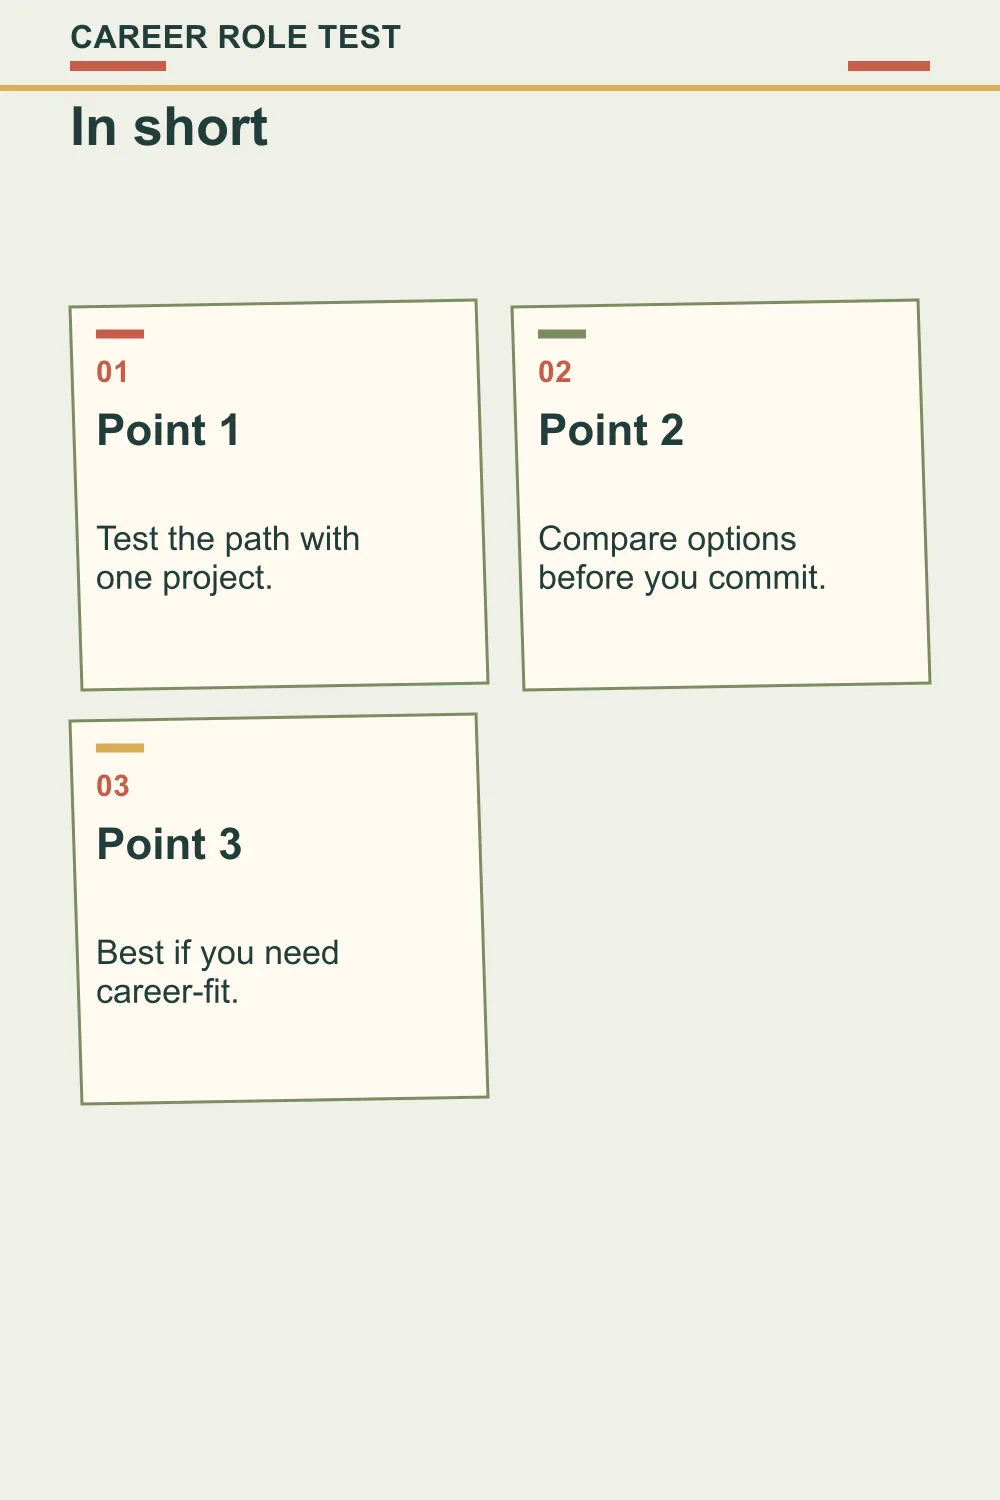 CAREER ROLE TEST
In short
01
Point 1
Test the path with
one project.
02
Point 2
Compare options
before you commit.
03
Point 3
Best if you need
career-fit.